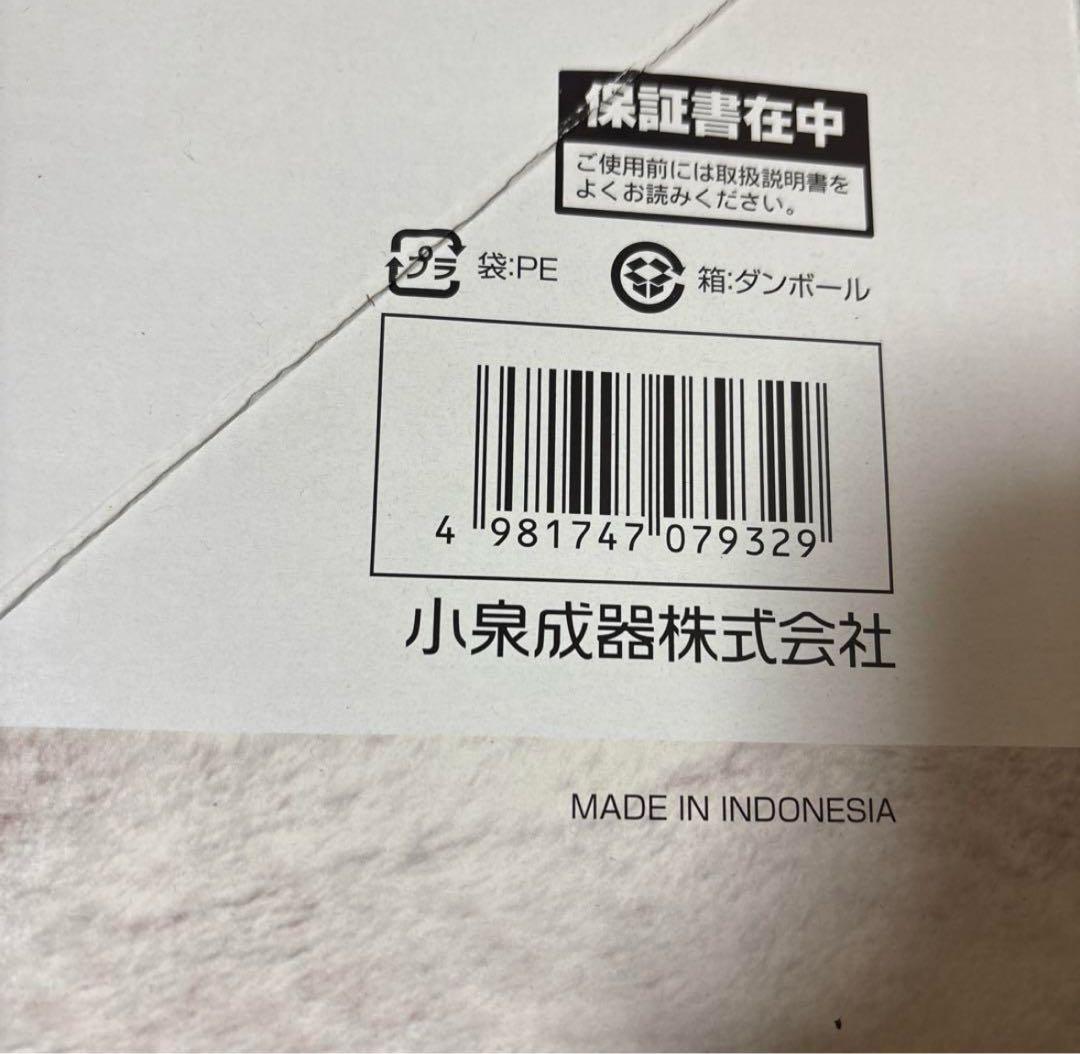 保証書在中
ご使用前には取扱説明書を
よくお読みください。
プラ 袋:PE 箱:ダンボール
4 981747 079329
小泉成器株式会社
MADE IN INDONESIA